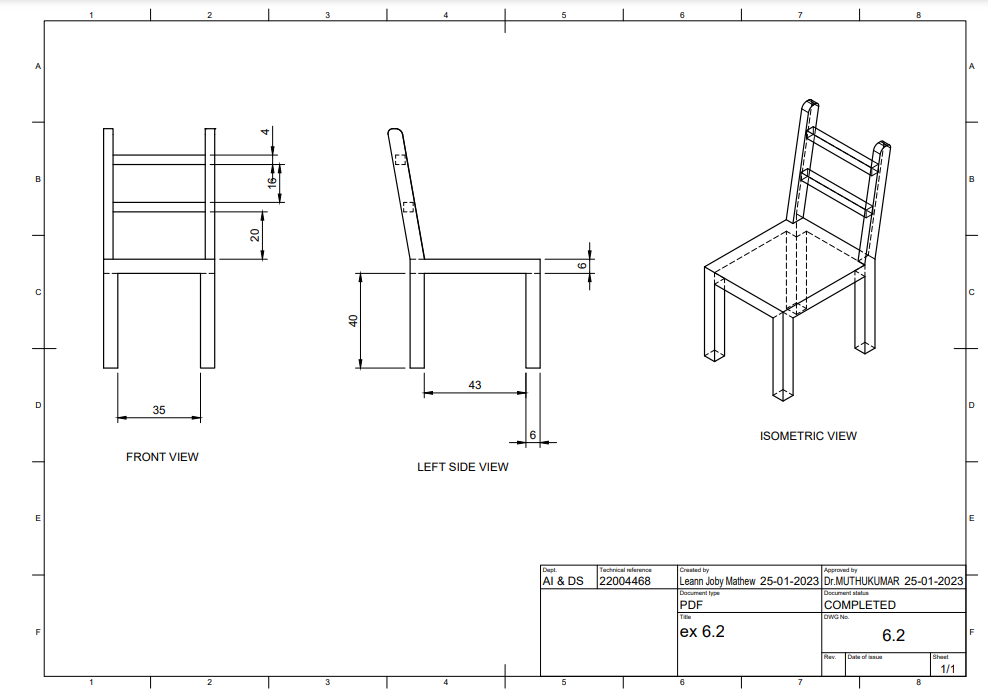 1 2 3 4 5 6 7 8
A A
B B
C C
D D
E E
F F
4
16
20
35
FRONT VIEW
40
43
6
6
LEFT SIDE VIEW
ISOMETRIC VIEW
Dept. Technical reference Created by Approved by
AI & DS 22004468 Leann Joby Mathew 25-01-2023 Dr.MUTHUKUMAR 25-01-2023
Document type Document status
PDF COMPLETED
Title DWG No.
ex 6.2 6.2
Rev. Date of issue Sheet
1/1
1 2 3 4 5 6 7 8